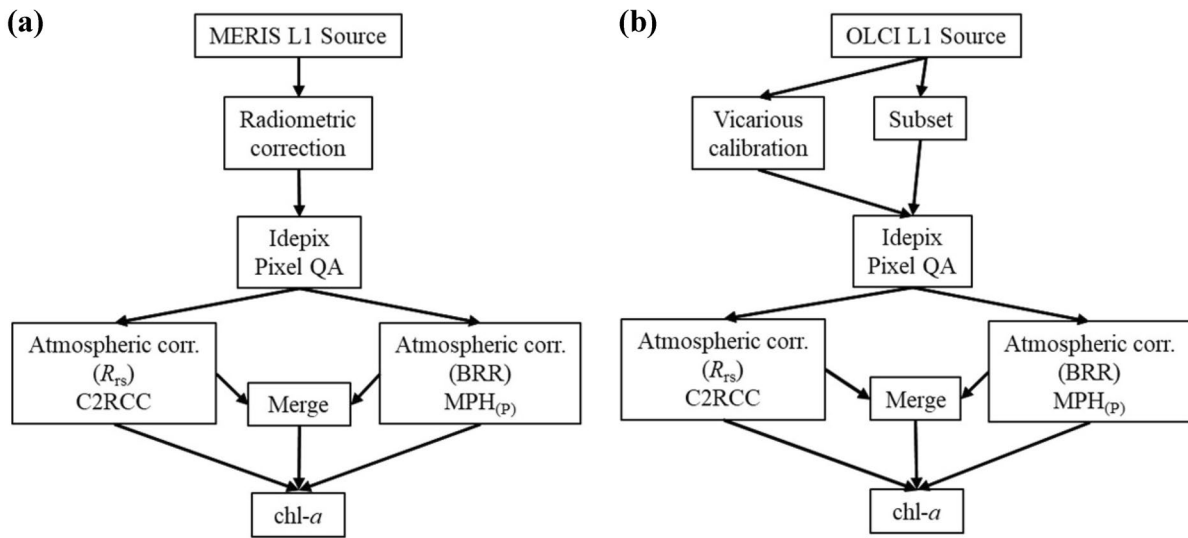 (a)
MERIS L1 Source
Radiometric
correction
Idepix
Pixel QA
Atmospheric corr.
(Rrs)
C2RCC
Merge
Atmospheric corr.
(BRR)
MPH(P)
chl-a
(b)
OLCI L1 Source
Vicarious
calibration
Subset
Idepix
Pixel QA
Atmospheric corr.
(Rrs)
C2RCC
Merge
Atmospheric corr.
(BRR)
MPH(P)
chl-a